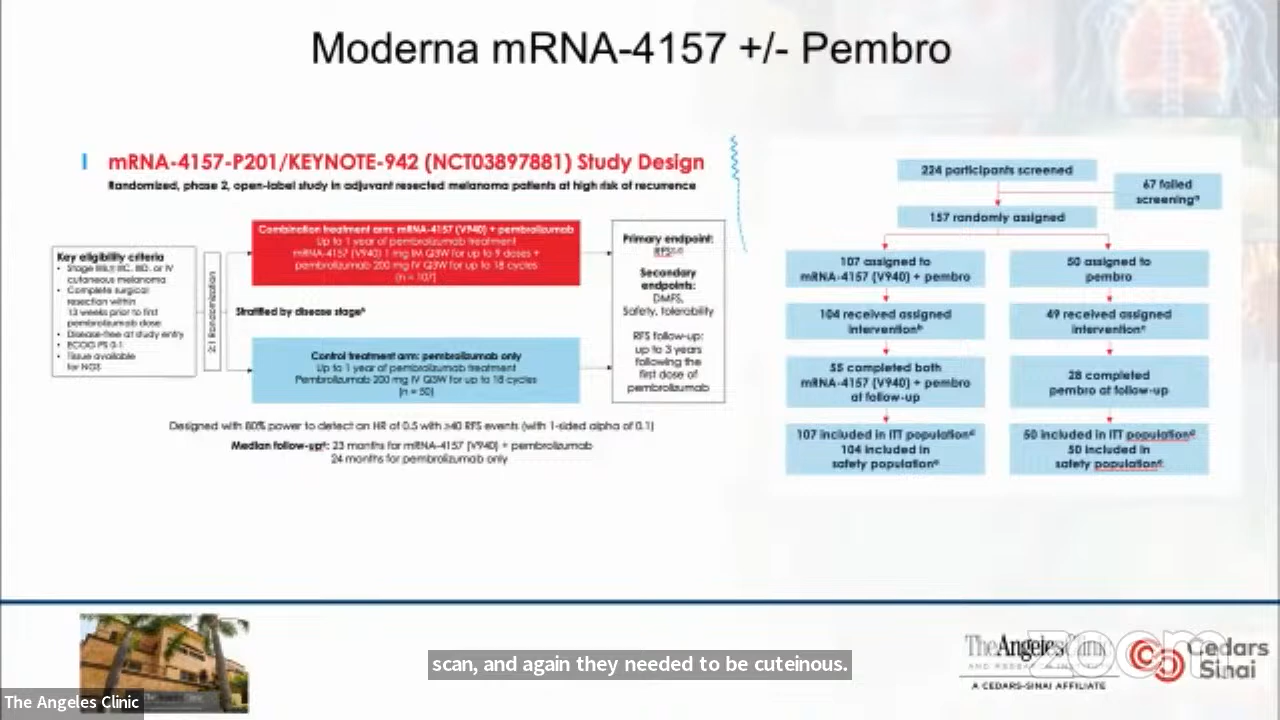 Moderna mRNA-4157 +/- Pembro
mRNA-4157-P201/KEYNOTE-942 (NCT03897881) Study Design
Randomized, phase 2, open-label study in adjuvant resected melanoma patients at high risk of recurrence
Key eligibility criteria
• Stage IIIC, IIID, or IV
cutaneous melanoma
• Complete surgical
resection within
13 weeks prior to first
pembrolizumab dose
• Disease-free at study entry
• ECOG PS 0-1
• Tissue available
for NGS
2:1 Randomization
Combination treatment arm: mRNA-4157 (V940) + pembrolizumab
Up to 1 year of pembrolizumab treatment
mRNA-4157 (V940) 1 mg IM Q3W for up to 9 doses +
pembrolizumab 200 mg IV Q3W for up to 18 cycles
(n = 107)
Stratified by disease stageᵇ
Control treatment arm: pembrolizumab only
Up to 1 year of pembrolizumab treatment
Pembrolizumab 200 mg IV Q3W for up to 18 cycles
(n = 50)
Primary endpoint:
RFS
Secondary
endpoints:
DMFS,
Safety, tolerability
RFS follow-up:
up to 3 years
following the
first dose of
pembrolizumab
Designed with 80% power to detect an HR of 0.5 with ≥40 RFS events (with 1-sided alpha of 0.1)
Median follow-up: 23 months for mRNA-4157 (V940) + pembrolizumab
24 months for pembrolizumab only
224 participants screened
67 failed
screeningᵃ
157 randomly assigned
107 assigned to
mRNA-4157 (V940) + pembro
50 assigned to
pembro
104 received assigned
interventionᵇ
49 received assigned
interventionᶜ
55 completed both
mRNA-4157 (V940) + pembro
at follow-up
28 completed
pembro at follow-up
107 included in ITT populationᵈ
104 included in
safety populationᵉ
50 included in ITT populationᵈ
50 included in
safety populationᵉ
scan, and again they needed to be cuteinous.
The Angeles Clinic
The Angeles Clinic
A CEDARS-SINAI AFFILIATE
zoom
Cedars
Sinai